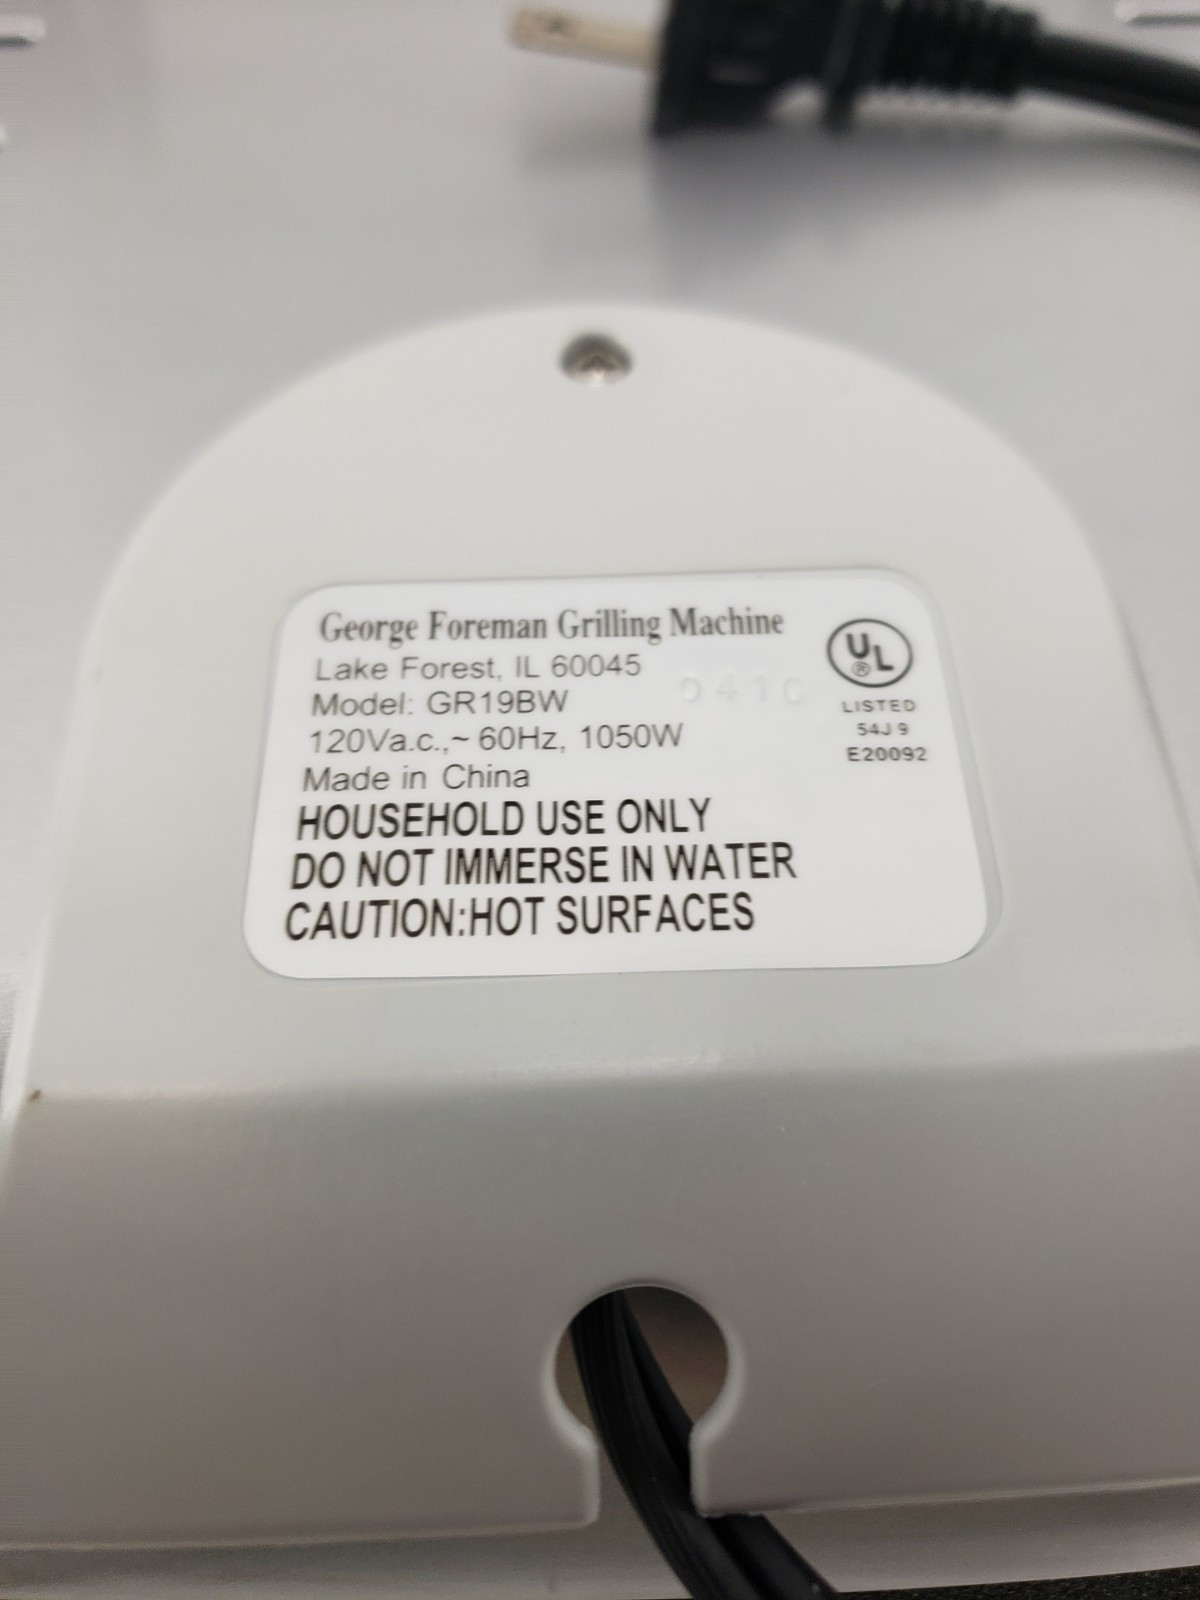 George Foreman Grilling Machine
Lake Forest, IL 60045
Model: GR19BW
0410
120Va.c.,~ 60Hz, 1050W
Made in China
HOUSEHOLD USE ONLY
DO NOT IMMERSE IN WATER
CAUTION:HOT SURFACES
UL
®
LISTED
54J9
E20092